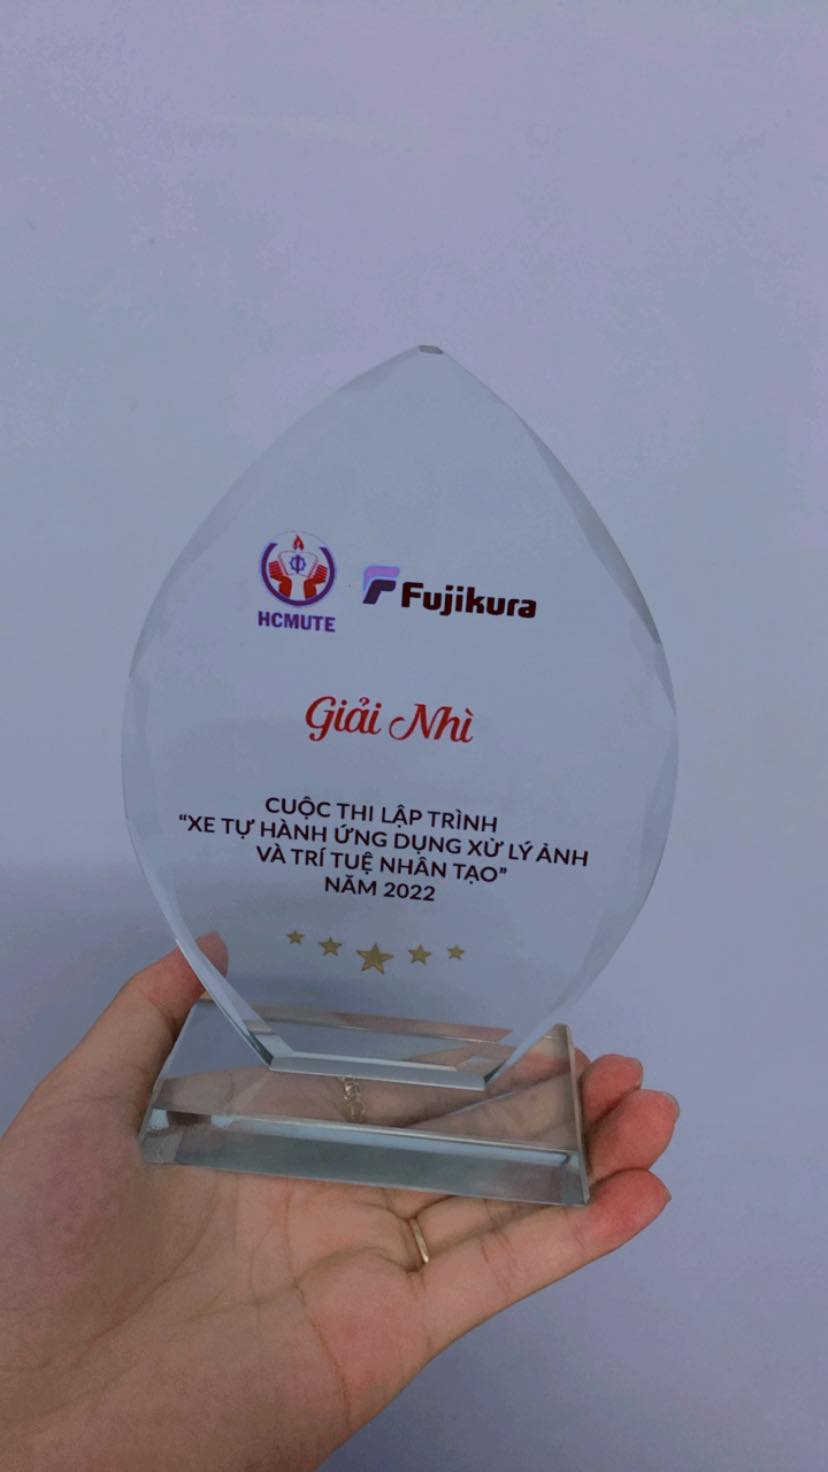 HCMUTE
Fujikura
Giải Nhì
CUỘC THI LẬP TRÌNH
“XE TỰ HÀNH ỨNG DỤNG XỬ LÝ ẢNH
VÀ TRÍ TUỆ NHÂN TẠO”
NĂM 2022